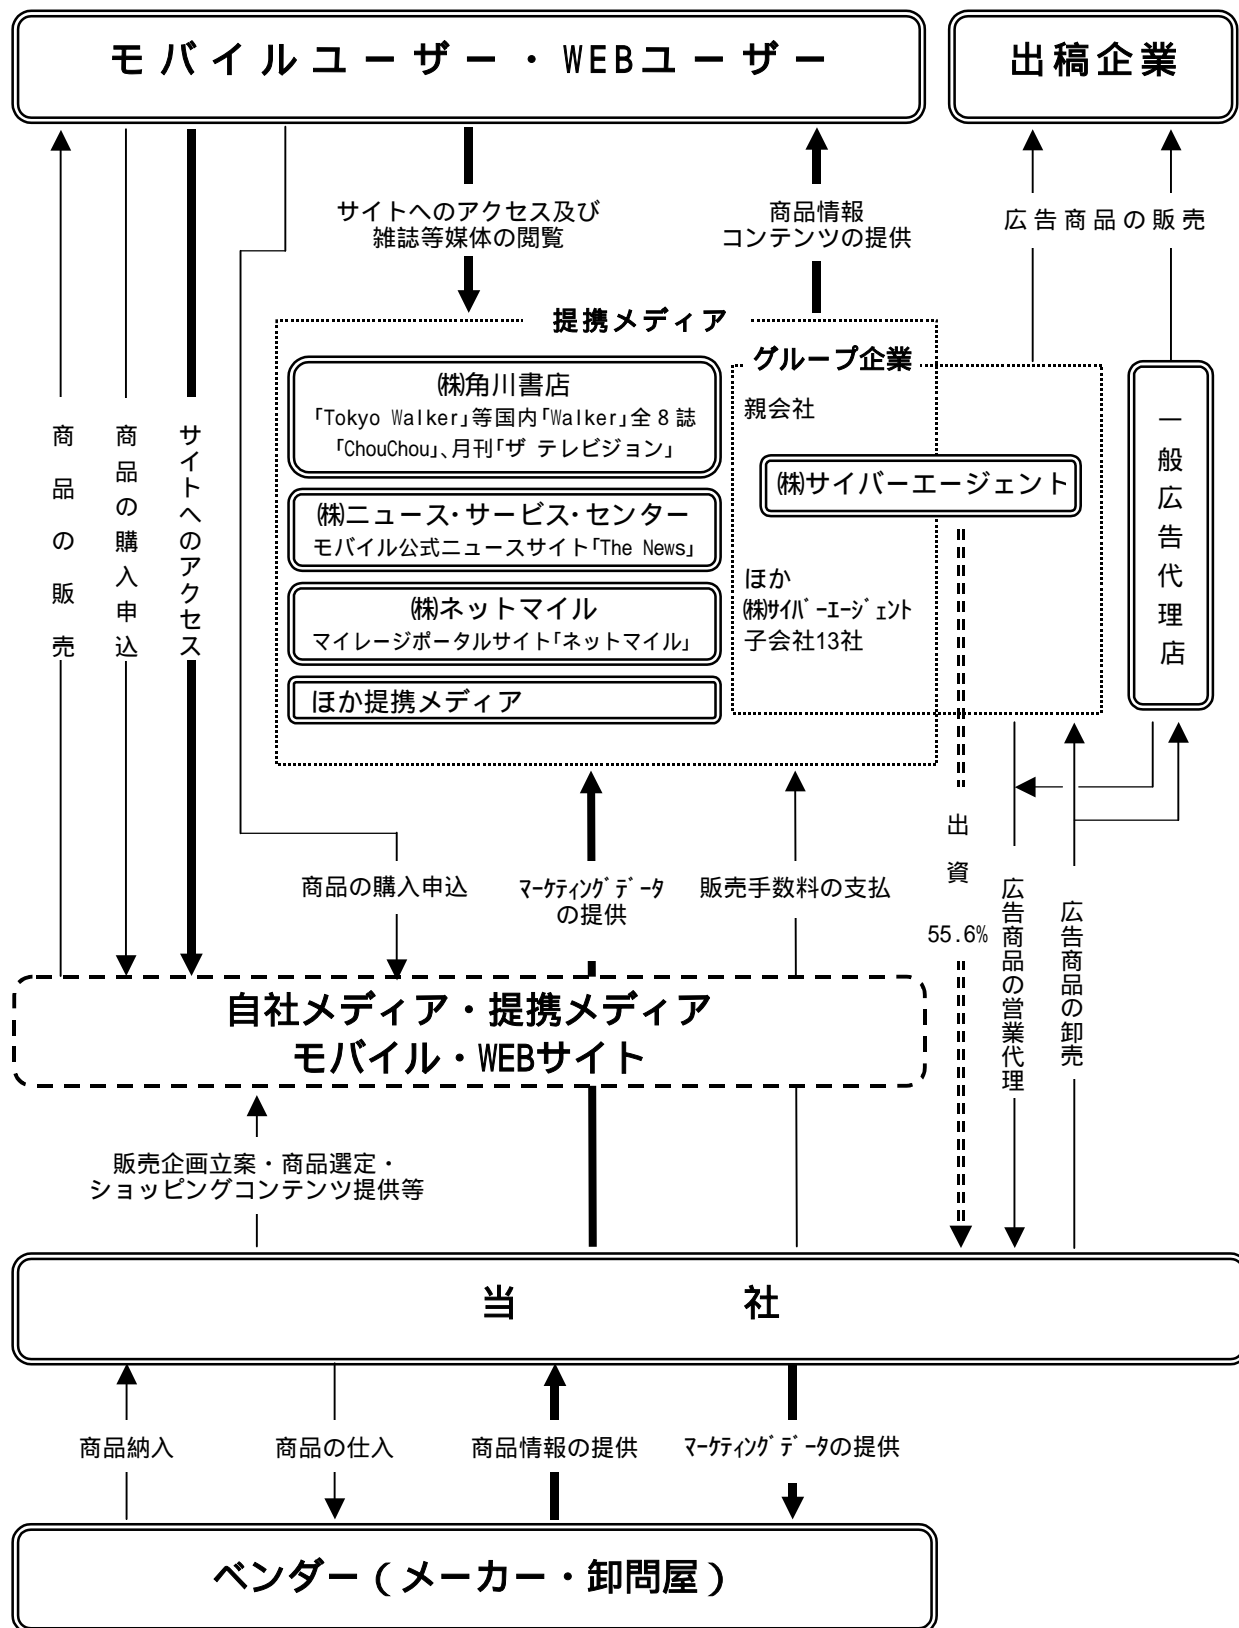 モバイルユーザー・WEBユーザー
出稿企業
サイトへのアクセス及び
雑誌等媒体の閲覧
商品情報
コンテンツの提供
広告商品の販売
提携メディア
グループ企業
㈱角川書店
「Tokyo Walker」等国内「Walker」全8誌
「ChouChou」、月刊「ザ テレビジョン」
親会社
㈱サイバーエージェント
㈱ニュース・サービス・センター
モバイル公式ニュースサイト「The News」
ほか
㈱ｻｲﾊﾞｰｴｰｼﾞｪﾝﾄ
子会社13社
㈱ネットマイル
マイレージポータルサイト「ネットマイル」
ほか提携メディア
一般広告代理店
商品の販売
商品の購入申込
サイトへのアクセス
商品の購入申込
ﾏｰｹﾃｨﾝｸﾞﾃﾞｰﾀ
の提供
販売手数料の支払
出資
55.6%
広告商品の営業代理
広告商品の卸売
自社メディア・提携メディア
モバイル・WEBサイト
販売企画立案・商品選定・
ショッピングコンテンツ提供等
当社
商品納入
商品の仕入
商品情報の提供
ﾏｰｹﾃｨﾝｸﾞﾃﾞｰﾀの提供
ベンダー（メーカー・卸問屋）